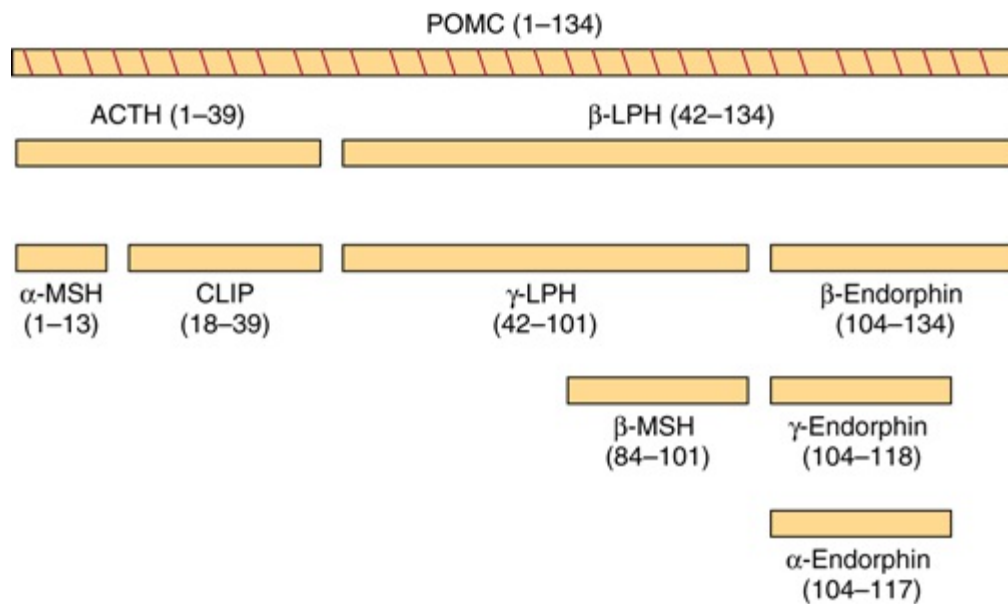 POMC (1–134)
ACTH (1–39)
β-LPH (42–134)
α-MSH
(1–13)
CLIP
(18–39)
γ-LPH
(42–101)
β-Endorphin
(104–134)
β-MSH
(84–101)
γ-Endorphin
(104–118)
α-Endorphin
(104–117)